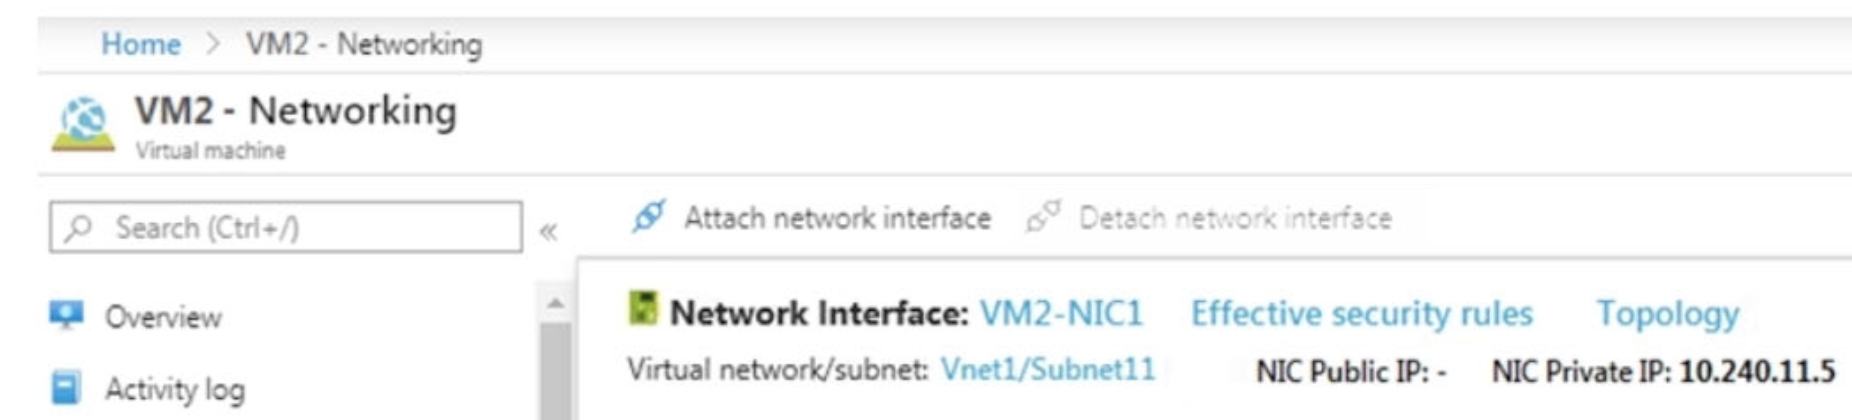 Home > VM2 - Networking
VM2 - Networking
Virtual machine
Search (Ctrl+/) «
Attach network interface Detach network interface
Overview
Activity log
Network Interface: VM2-NIC1 Effective security rules Topology
Virtual network/subnet: Vnet1/Subnet11 NIC Public IP: - NIC Private IP: 10.240.11.5